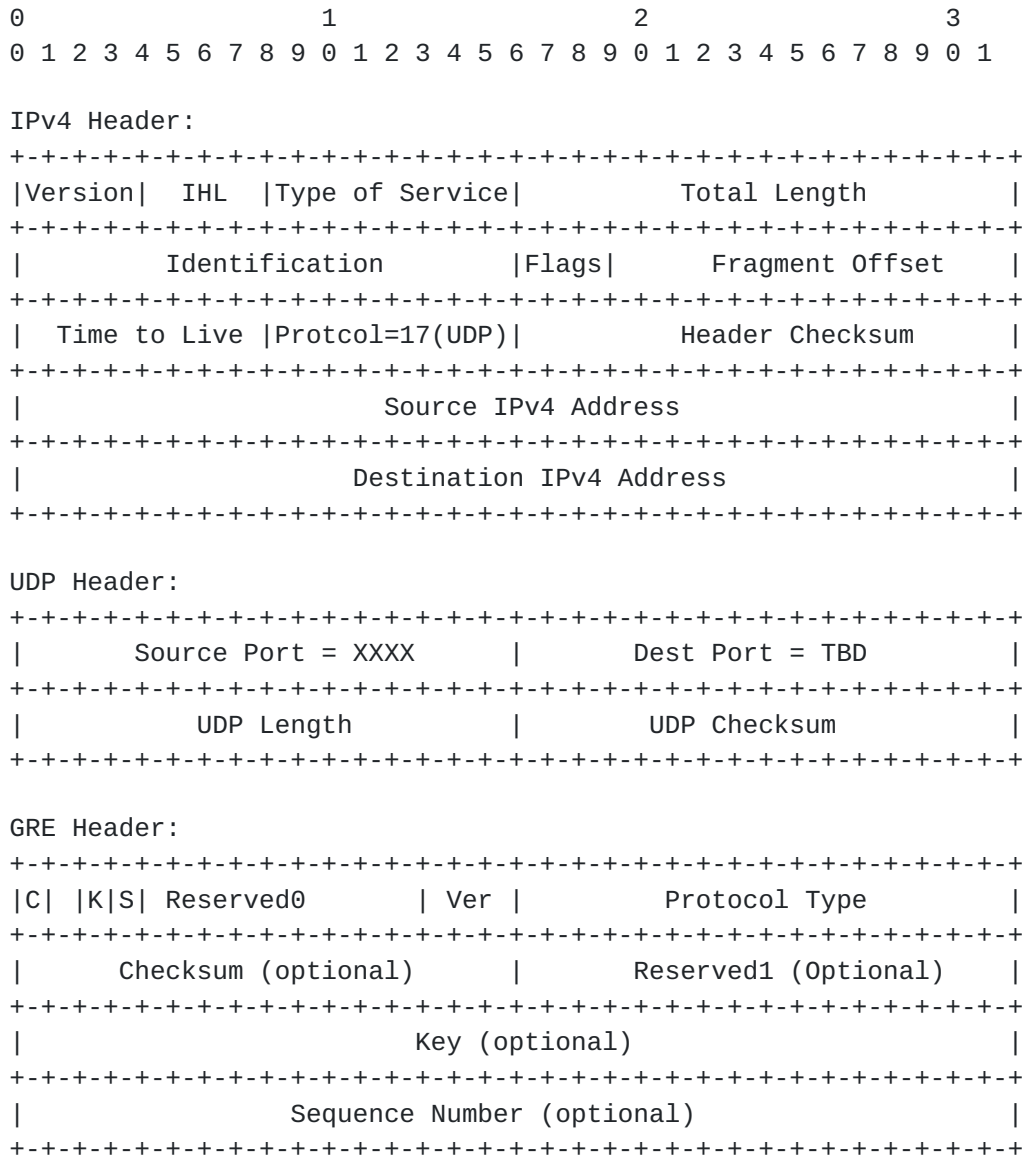 0                   1                   2                   3
0 1 2 3 4 5 6 7 8 9 0 1 2 3 4 5 6 7 8 9 0 1 2 3 4 5 6 7 8 9 0 1

IPv4 Header:
+-+-+-+-+-+-+-+-+-+-+-+-+-+-+-+-+-+-+-+-+-+-+-+-+-+-+-+-+-+-+-+-+
|Version|  IHL  |Type of Service|          Total Length         |
+-+-+-+-+-+-+-+-+-+-+-+-+-+-+-+-+-+-+-+-+-+-+-+-+-+-+-+-+-+-+-+-+
|         Identification        |Flags|      Fragment Offset    |
+-+-+-+-+-+-+-+-+-+-+-+-+-+-+-+-+-+-+-+-+-+-+-+-+-+-+-+-+-+-+-+-+
|  Time to Live |Protcol=17(UDP)|          Header Checksum      |
+-+-+-+-+-+-+-+-+-+-+-+-+-+-+-+-+-+-+-+-+-+-+-+-+-+-+-+-+-+-+-+-+
|                       Source IPv4 Address                     |
+-+-+-+-+-+-+-+-+-+-+-+-+-+-+-+-+-+-+-+-+-+-+-+-+-+-+-+-+-+-+-+-+
|                     Destination IPv4 Address                  |
+-+-+-+-+-+-+-+-+-+-+-+-+-+-+-+-+-+-+-+-+-+-+-+-+-+-+-+-+-+-+-+-+

UDP Header:
+-+-+-+-+-+-+-+-+-+-+-+-+-+-+-+-+-+-+-+-+-+-+-+-+-+-+-+-+-+-+-+-+
|       Source Port = XXXX      |       Dest Port = TBD         |
+-+-+-+-+-+-+-+-+-+-+-+-+-+-+-+-+-+-+-+-+-+-+-+-+-+-+-+-+-+-+-+-+
|           UDP Length          |        UDP Checksum           |
+-+-+-+-+-+-+-+-+-+-+-+-+-+-+-+-+-+-+-+-+-+-+-+-+-+-+-+-+-+-+-+-+

GRE Header:
+-+-+-+-+-+-+-+-+-+-+-+-+-+-+-+-+-+-+-+-+-+-+-+-+-+-+-+-+-+-+-+-+
|C| |K|S| Reserved0       | Ver |         Protocol Type         |
+-+-+-+-+-+-+-+-+-+-+-+-+-+-+-+-+-+-+-+-+-+-+-+-+-+-+-+-+-+-+-+-+
|      Checksum (optional)      |       Reserved1 (Optional)    |
+-+-+-+-+-+-+-+-+-+-+-+-+-+-+-+-+-+-+-+-+-+-+-+-+-+-+-+-+-+-+-+-+
|                         Key (optional)                        |
+-+-+-+-+-+-+-+-+-+-+-+-+-+-+-+-+-+-+-+-+-+-+-+-+-+-+-+-+-+-+-+-+
|                 Sequence Number (optional)                    |
+-+-+-+-+-+-+-+-+-+-+-+-+-+-+-+-+-+-+-+-+-+-+-+-+-+-+-+-+-+-+-+-+